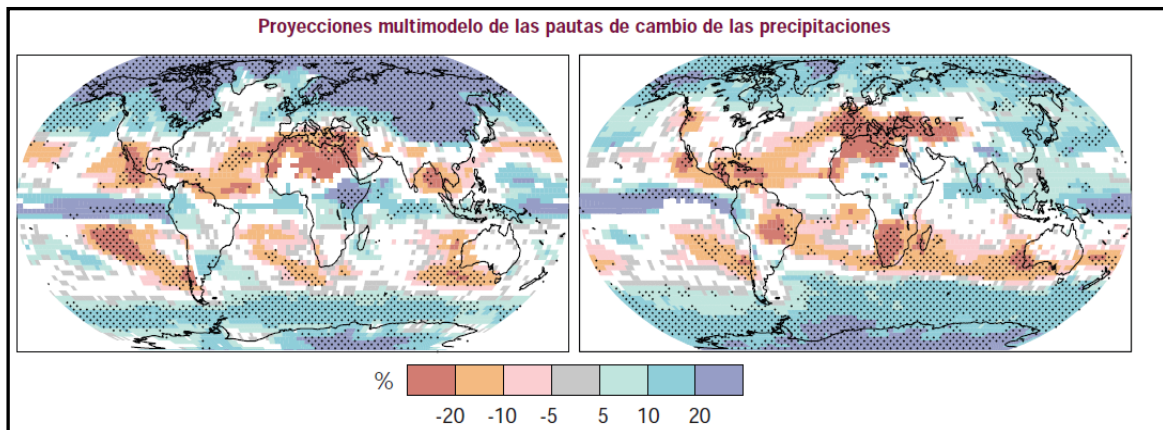 Proyecciones multimodelo de las pautas de cambio de las precipitaciones
%
-20 -10 -5 5 10 20